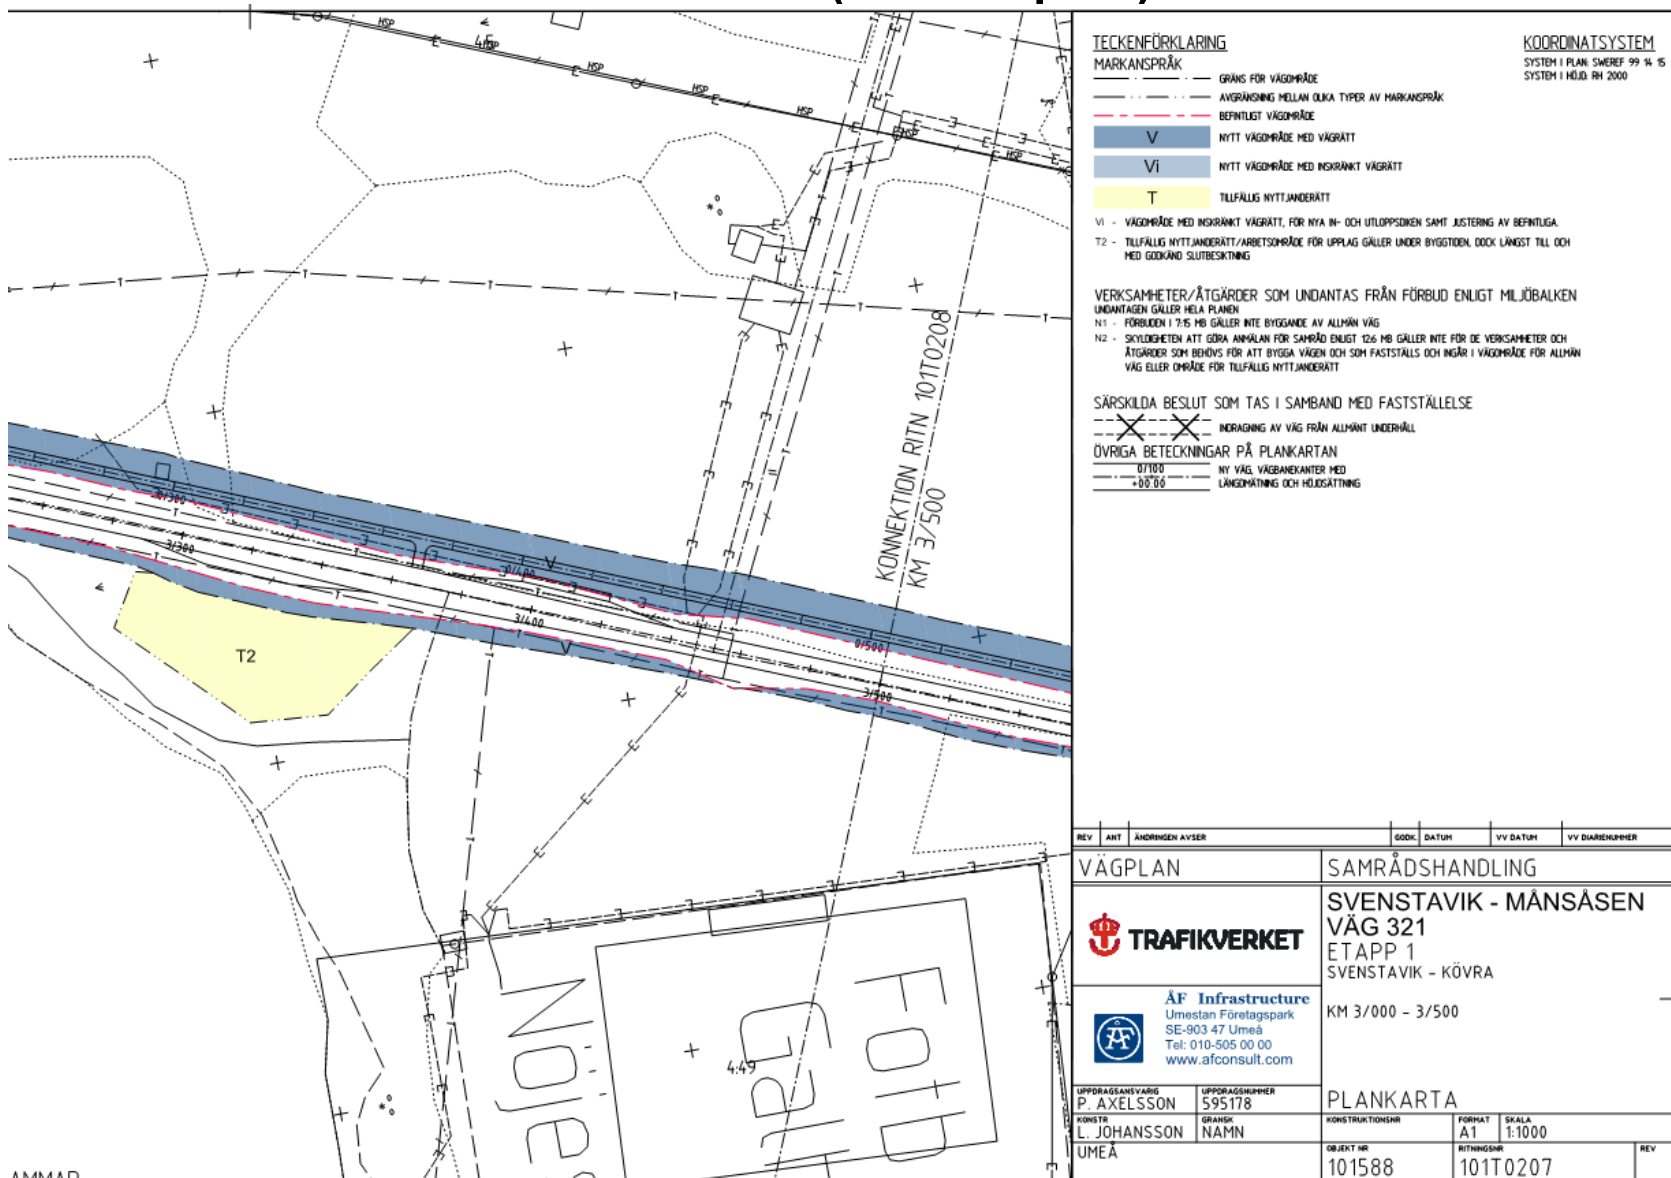 TECKENFÖRKLARING
MARKANSPRÅK
GRÄNS FÖR VÄGOMRÅDE
AVGRÄNSNING MELLAN OLIKA TYPER AV MARKANSPRÅK
BEFINTLIGT VÄGOMRÅDE
V NYTT VÄGOMRÅDE MED VÄGRÄTT
Vi NYTT VÄGOMRÅDE MED INSKRÄNKT VÄGRÄTT
T TILLFÄLLIG NYTTJANDERÄTT
Vi - VÄGOMRÅDE MED INSKRÄNKT VÄGRÄTT, FÖR NYA IN- OCH UTLOPPSDIKEN SAMT JUSTERING AV BEFINTLIGA.
T2 - TILLFÄLLIG NYTTJANDERÄTT/ARBETSOMRÅDE FÖR UPPLAG GÄLLER UNDER BYGGTIDEN, DOCK LÄNGST TILL OCH
MED GODKÄND SLUTBESIKTNING
KOORDINATSYSTEM
SYSTEM I PLAN: SWEREF 99 14 15
SYSTEM I HÖJD: RH 2000
VERKSAMHETER/ÅTGÄRDER SOM UNDANTAS FRÅN FÖRBUD ENLIGT MILJÖBALKEN
UNDANTAGEN GÄLLER HELA PLANEN
N1 - FÖRBUDEN I 7:15 MB GÄLLER INTE BYGGANDE AV ALLMÄN VÄG
N2 - SKYLDIGHETEN ATT GÖRA ANMÄLAN FÖR SAMRÅD ENLIGT 12:6 MB GÄLLER INTE FÖR DE VERKSAMHETER OCH
ÅTGÄRDER SOM BEHÖVS FÖR ATT BYGGA VÄGEN OCH SOM FASTSTÄLLS OCH INGÅR I VÄGOMRÅDE FÖR ALLMÄN
VÄG ELLER OMRÅDE FÖR TILLFÄLLIG NYTTJANDERÄTT
SÄRSKILDA BESLUT SOM TAS I SAMBAND MED FASTSTÄLLELSE
INDRAGNING AV VÄG FRÅN ALLMÄNT UNDERHÅLL
ÖVRIGA BETECKNINGAR PÅ PLANKARTAN
0/100 NY VÄG, VÄGBANEKANTER MED
+00.00 LÄNGDMÄTNING OCH HÖJDSÄTTNING
KONNEKTION RITN 101T0208
KM 3/500
HSP
HSP
HSP
HSP
HSP
HSP
0/300
3/300
0/400
V
3/400
V
0/500
3/500
T2
4:49
Nöje
REV ANT ÄNDRINGEN AVSER GODK. DATUM VV DATUM VV DIARIENUMMER
VÄGPLAN
SAMRÅDSHANDLING
TRAFIKVERKET
SVENSTAVIK - MÅNSÅSEN
VÄG 321
ETAPP 1
SVENSTAVIK - KÖVRA
KM 3/000 - 3/500
ÅF Infrastructure
Umestan Företagspark
SE-903 47 Umeå
Tel: 010-505 00 00
www.afconsult.com
ÅF
UPPDRAGSANSVARIG
P. AXELSSON
UPPDRAGSNUMMER
595178
PLANKARTA
KONSTR
L. JOHANSSON
GRANSK
NAMN
KONSTRUKTIONSNR
FORMAT
A1
SKALA
1:1000
UMEÅ
OBJEKT NR
101588
RITNINGSNR
101T0207
REV